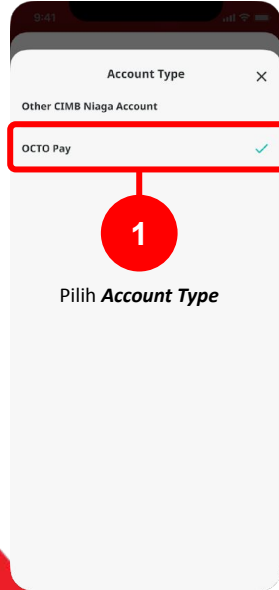 9:41
Account Type
Other CIMB Niaga Account
OCTO Pay
1
Pilih Account Type